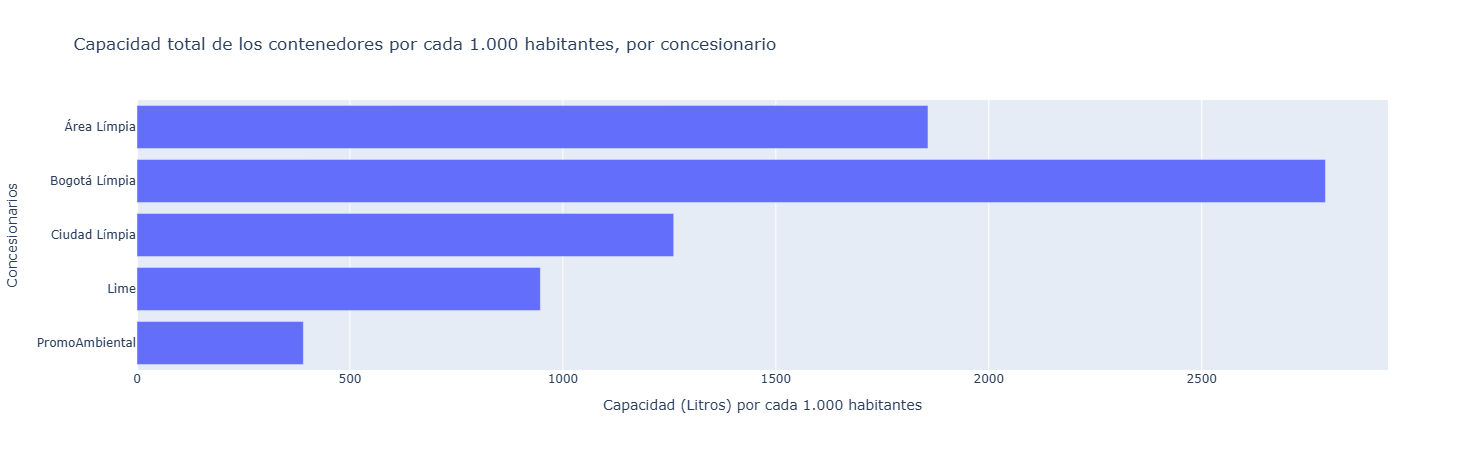 Capacidad total de los contenedores por cada 1.000 habitantes, por concesionario
Concesionarios
Área Límpia
Bogotá Límpia
Ciudad Límpia
Lime
PromoAmbiental
0 500 1000 1500 2000 2500
Capacidad (Litros) por cada 1.000 habitantes